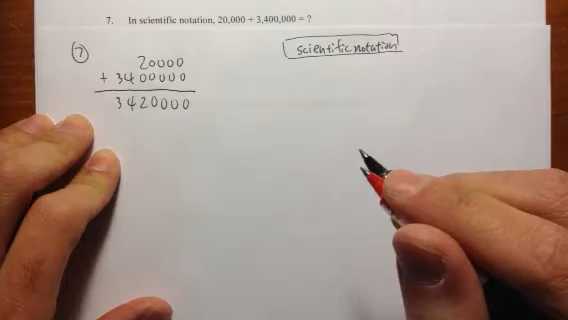 7. In scientific notation, 20,000 + 3,400,000 = ?
7
scientific notation
20000
+ 3400000
3420000